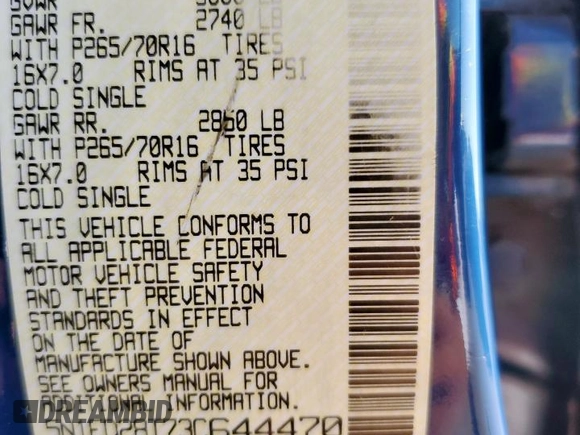 GAWR FR. 2740 LB
WITH P265/70R16 TIRES
16X7.0 RIMS AT 35 PSI
COLD SINGLE
GAWR RR. 2850 LB
WITH P265/70R16 TIRES
16X7.0 RIMS AT 35 PSI
COLD SINGLE
THIS VEHICLE CONFORMS TO
ALL APPLICABLE FEDERAL
MOTOR VEHICLE SAFETY
AND THEFT PREVENTION
STANDARDS IN EFFECT
ON THE DATE OF
MANUFACTURE SHOWN ABOVE.
SEE OWNERS MANUAL FOR
ADDITIONAL INFORMATION.
RIDEMBID